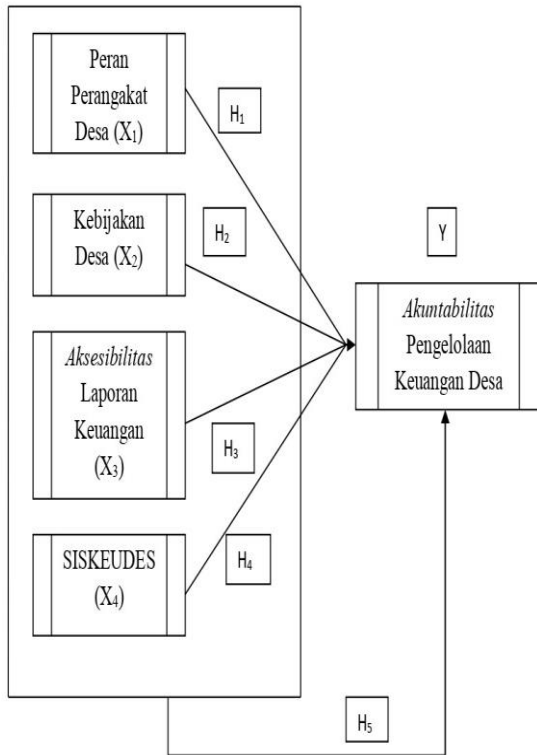 Peran
Perangakat
Desa (X₁)
H₁
Kebijakan
Desa (X₂)
H₂
Y
Aksesibilitas
Laporan
Keuangan
(X₃)
H₃
Akuntabilitas
Pengelolaan
Keuangan Desa
SISKEUDES
(X₄)
H₄
H₅